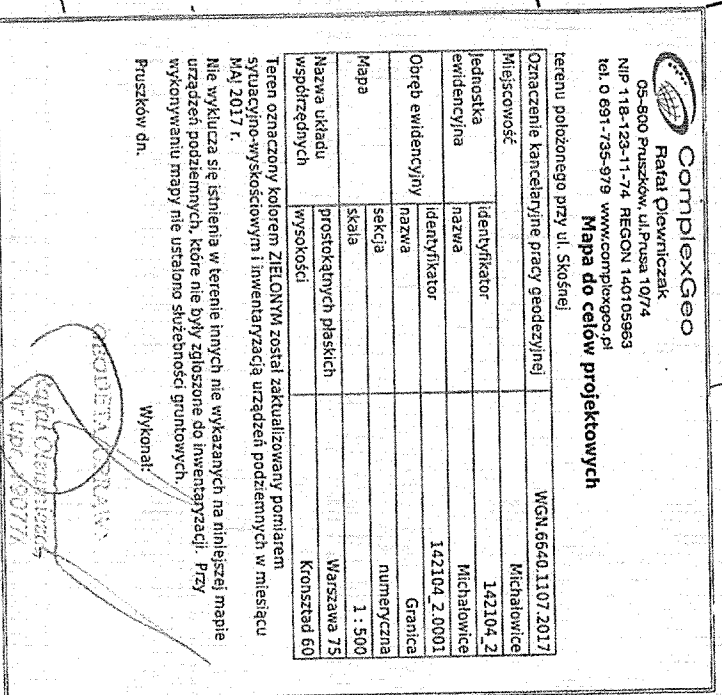 ComplexGeo
Rafał Olewniczak
05-800 Pruszków, ul.Prusa 10/74
NIP 118-123-11-74 REGON 140105963
tel. 0 691-735-979 www.complexgeo.pl
Mapa do celów projektowych
terenu położonego przy ul. Skośnej
Oznaczenie kancelaryjne pracy geodezyjnej WGN.6640.1107.2017
Miejscowość Michałowice
Jednostka ewidencyjna identyfikator 142104_2
nazwa Michałowice
Obręb ewidencyjny identyfikator 142104_2.0001
nazwa Granica
Mapa sekcja numeryczna
skala 1 : 500
Nazwa układu współrzędnych prostokątnych płaskich Warszawa 75
wysokości Kronsztad 60
Teren oznaczony kolorem ZIELONYM został zaktualizowany pomiarem
sytuacyjno-wyskościowym i inwentaryzacją urządzeń podziemnych w miesiącu
MAJ 2017 r.
Nie wyklucza się istnienia w terenie innych nie wykazanych na niniejszej mapie
urządzeń podziemnych, które nie były zgłoszone do inwentaryzacji. Przy
wykonywaniu mapy nie ustalono służebności gruntowych.
Pruszków dn. Wykonał:
GEODETA
Rafał Olewniczak
nr upr.